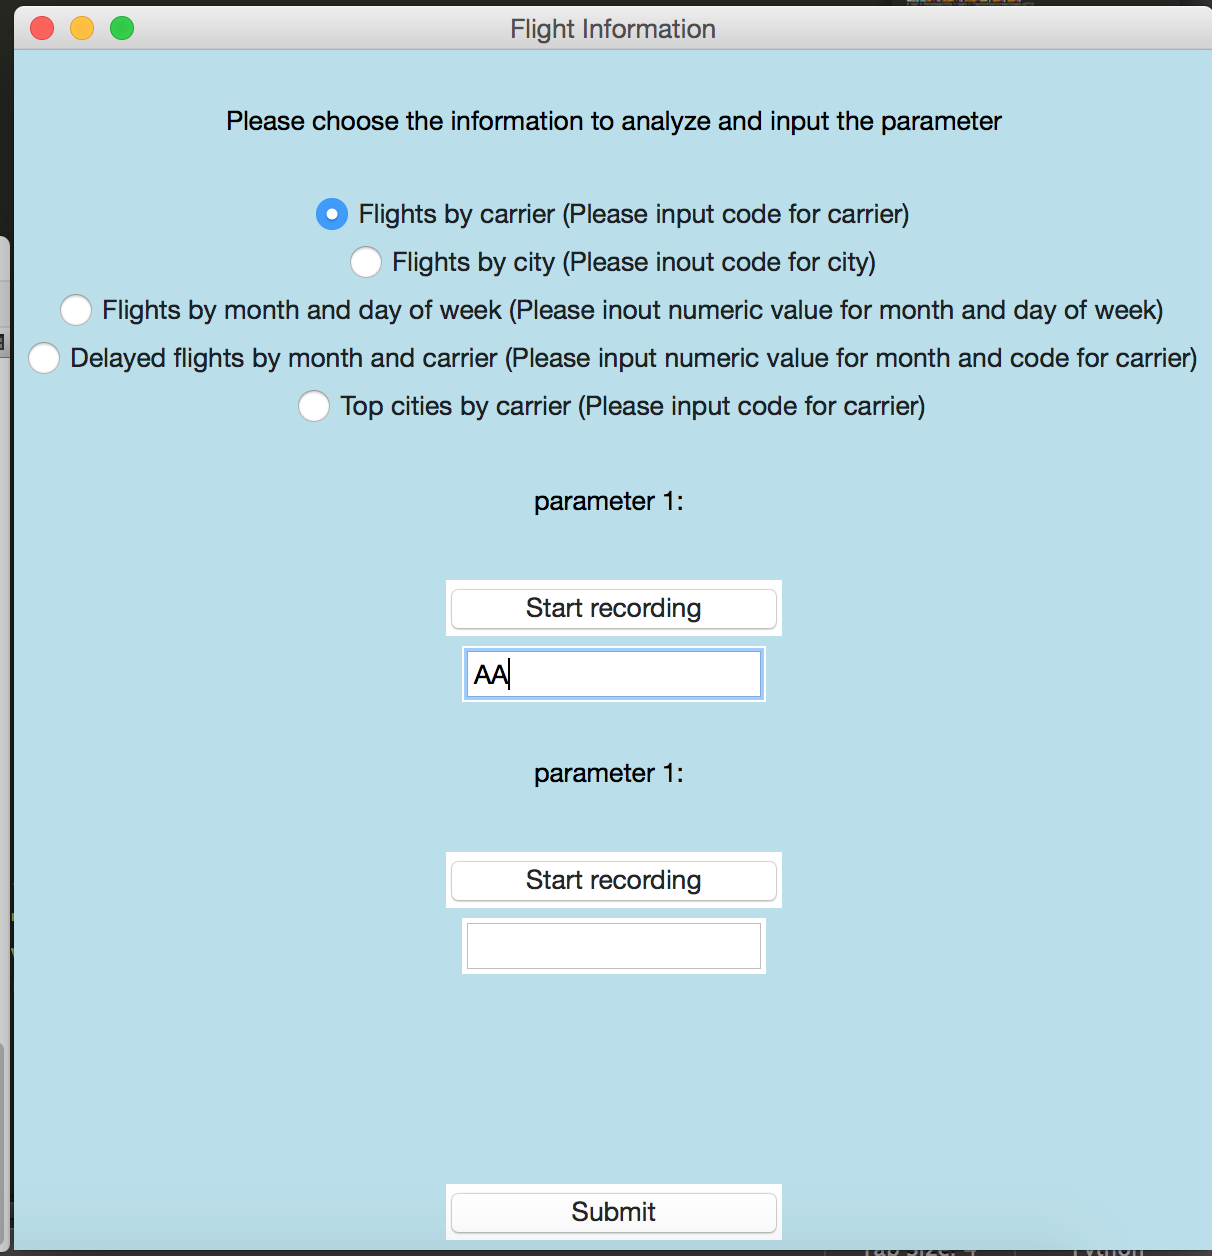 Flight Information
Please choose the information to analyze and input the parameter
Flights by carrier (Please input code for carrier)
Flights by city (Please inout code for city)
Flights by month and day of week (Please inout numeric value for month and day of week)
Delayed flights by month and carrier (Please input numeric value for month and code for carrier)
Top cities by carrier (Please input code for carrier)
parameter 1:
Start recording
AA
parameter 1:
Start recording
Submit
Tab Size: 4 Python